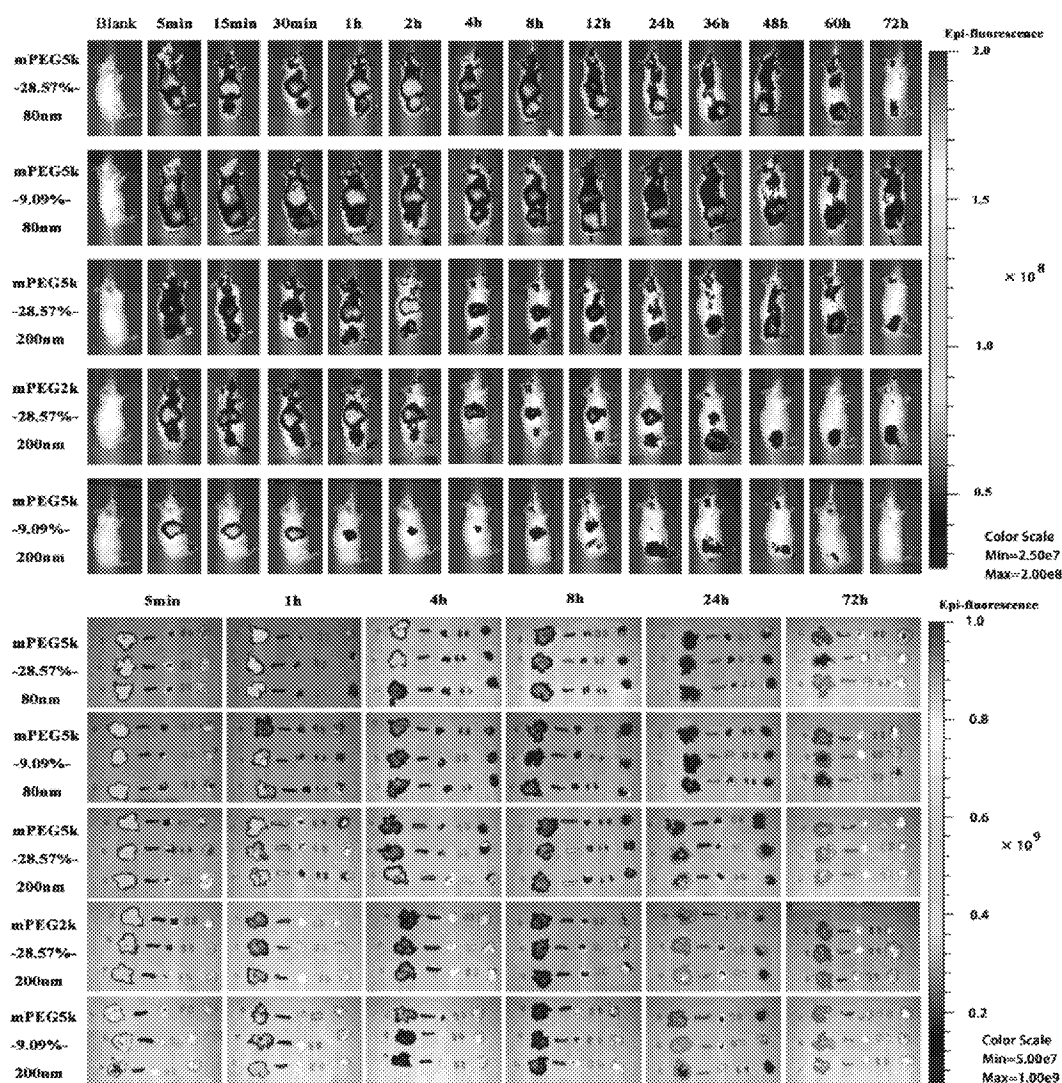 Blank 5min 15min 30min 1h 2h 4h 8h 12h 24h 36h 48h 60h 72h Epi-fluorescence
mPEG5k
-28.57%-
80nm
mPEG5k
-9.09%-
80nm
mPEG5k
-28.57%-
200nm
mPEG2k
-28.57%-
200nm
mPEG5k
-9.09%-
200nm
2.0
1.5
× 10⁸
1.0
0.5
Color Scale
Min=2.50e7
Max=2.00e8
5min 1h 4h 8h 24h 72h Epi-fluorescence
mPEG5k
-28.57%-
80nm
mPEG5k
-9.09%-
80nm
mPEG5k
-28.57%-
200nm
mPEG2k
-28.57%-
200nm
mPEG5k
-9.09%-
200nm
1.0
0.8
0.6
× 10⁹
0.4
0.2
Color Scale
Min=5.00e7
Max=1.00e9